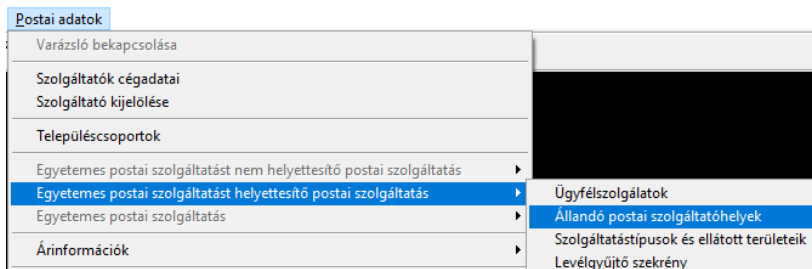 Postai adatok
Varázsló bekapcsolása
Szolgáltatók cégadatai
Szolgáltató kijelölése
Településcsoportok
Egyetemes postai szolgáltatást nem helyettesítő postai szolgáltatás
Egyetemes postai szolgáltatást helyettesítő postai szolgáltatás
Egyetemes postai szolgáltatás
Árinformációk
Ügyfélszolgálatok
Állandó postai szolgáltatóhelyek
Szolgáltatástípusok és ellátott területeik
Levélgyűjtő szekrény